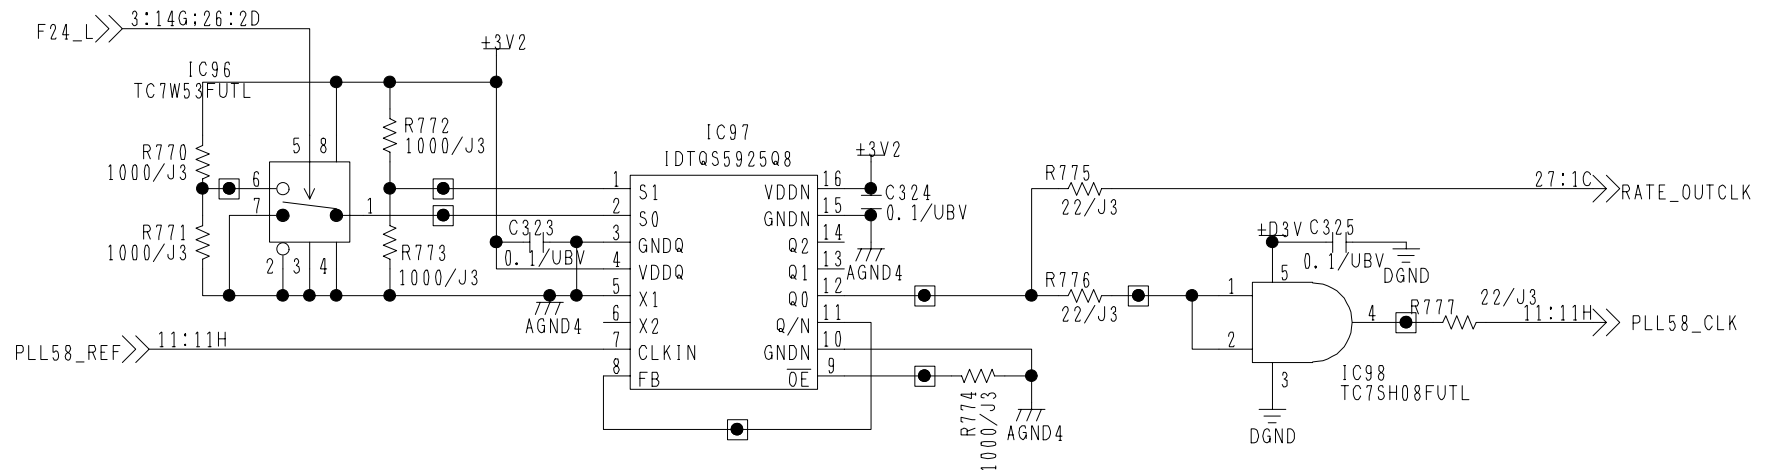 F24_L
3:14G;26:2D
+3V2
IC96
TC7W53FUTL
R770
1000/J3
R771
1000/J3
5
8
6
7
1
2
3
4
R772
1000/J3
R773
1000/J3
C323
0.1/UBV
AGND4
PLL58_REF
11:11H
IC97
IDTQS5925Q8
1
S1
2
S0
3
GNDQ
4
VDDQ
5
X1
6
X2
7
CLKIN
8
FB
VDDN
16
GNDN
15
Q2
14
Q1
13
Q0
12
Q/N
11
GNDN
10
OE
9
+3V2
C324
0.1/UBV
AGND4
R774
1000/J3
AGND4
R775
22/J3
27:1C
RATE_OUTCLK
R776
22/J3
+D3V
C325
0.1/UBV
DGND
1
2
5
4
3
IC98
TC7SH08FUTL
DGND
R777
22/J3
11:11H
PLL58_CLK